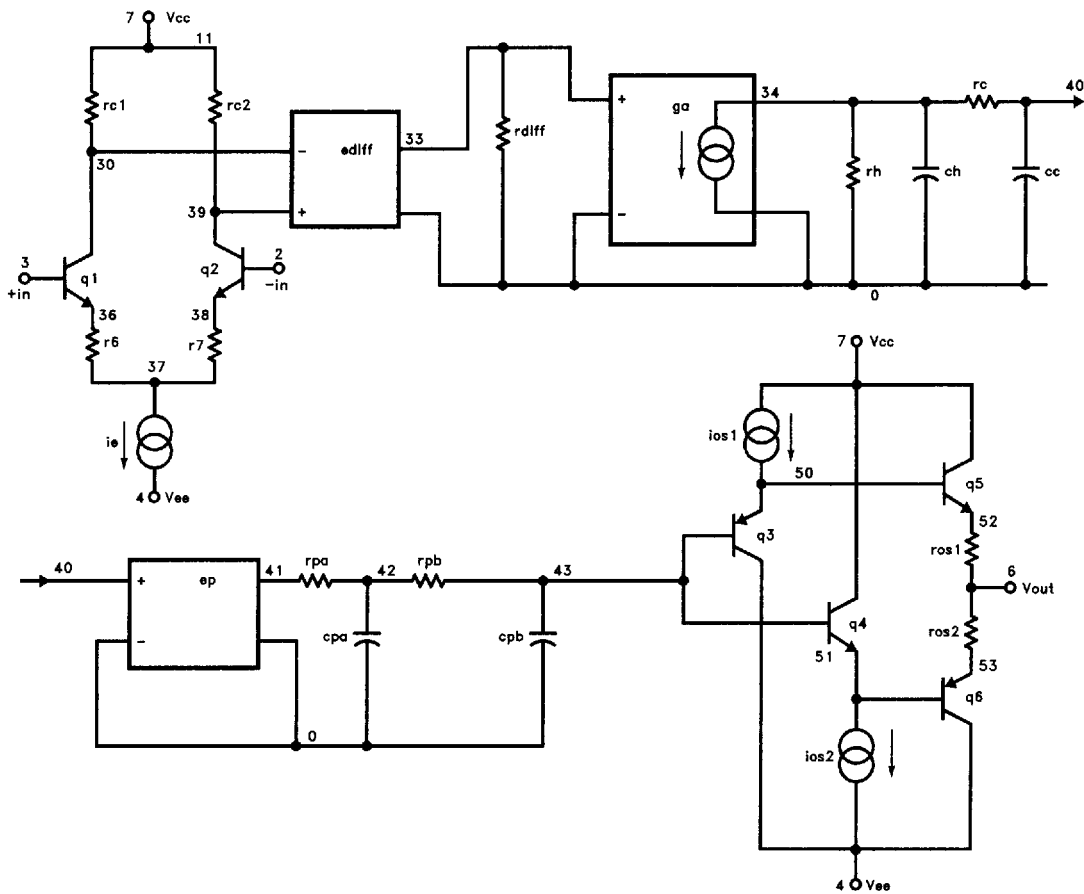 7 Vcc
11
rc1
rc2
30
39
ediff
-
+
33
rdiff
+
-
ga
34
rh
ch
rc
cc
40
0
3
+in
q1
q2
2
-in
36
38
r6
r7
37
ie
4 Vee
7 Vcc
ios1
50
q3
q5
52
ros1
6
Vout
ros2
53
q4
51
q6
ios2
4 Vee
40
+
-
ep
41
rpa
42
rpb
43
cpa
cpb
0